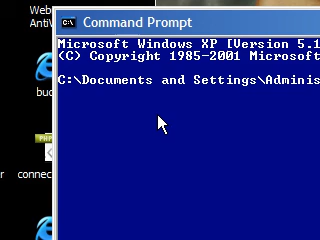 Web
AntiV
Command Prompt
Microsoft Windows XP [Version 5.1
(C) Copyright 1985-2001 Microsoft
C:\Documents and Settings\Adminis
buc
connec
r